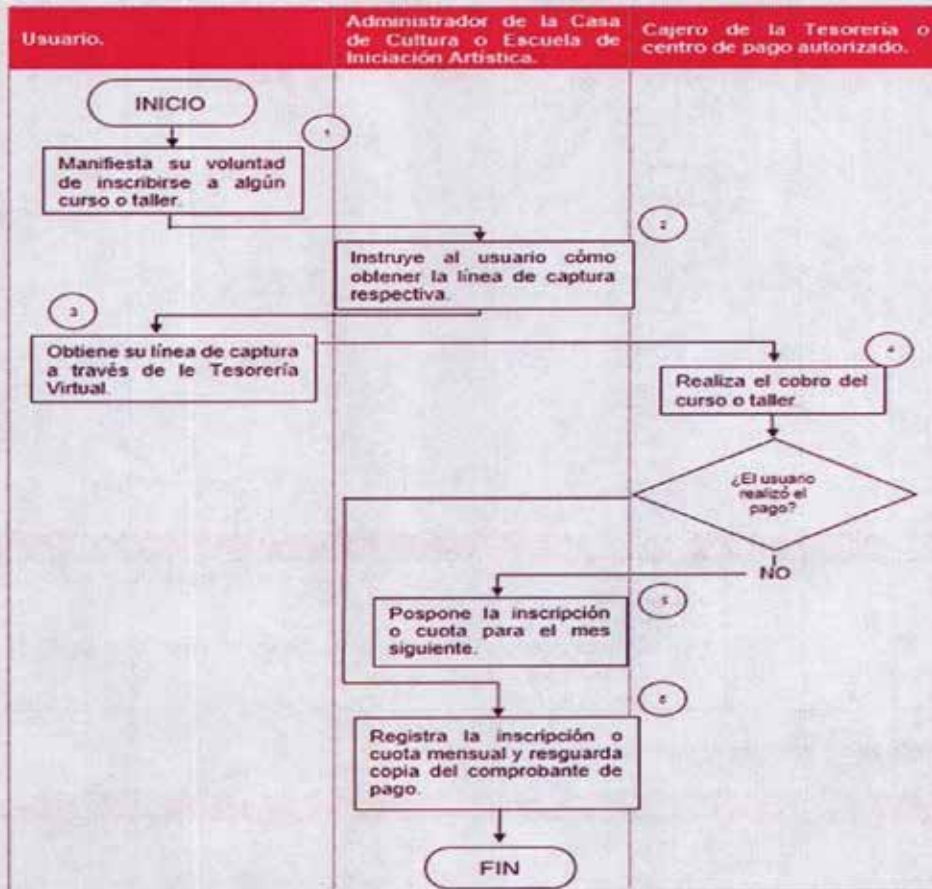 Usuario.
Administrador de la Casa
de Cultura o Escuela de
Iniciación Artística.
Cajero de la Tesorería o
centro de pago autorizado.
INICIO
1
Manifiesta su voluntad
de inscribirse a algún
curso o taller.
2
Instruye al usuario cómo
obtener la línea de captura
respectiva.
3
Obtiene su línea de captura
a través de le Tesorería
Virtual.
4
Realiza el cobro del
curso o taller.
¿El usuario
realizó el
pago?
NO
5
Pospone la inscripción
o cuota para el mes
siguiente.
6
Registra la inscripción o
cuota mensual y resguarda
copia del comprobante de
pago.
FIN